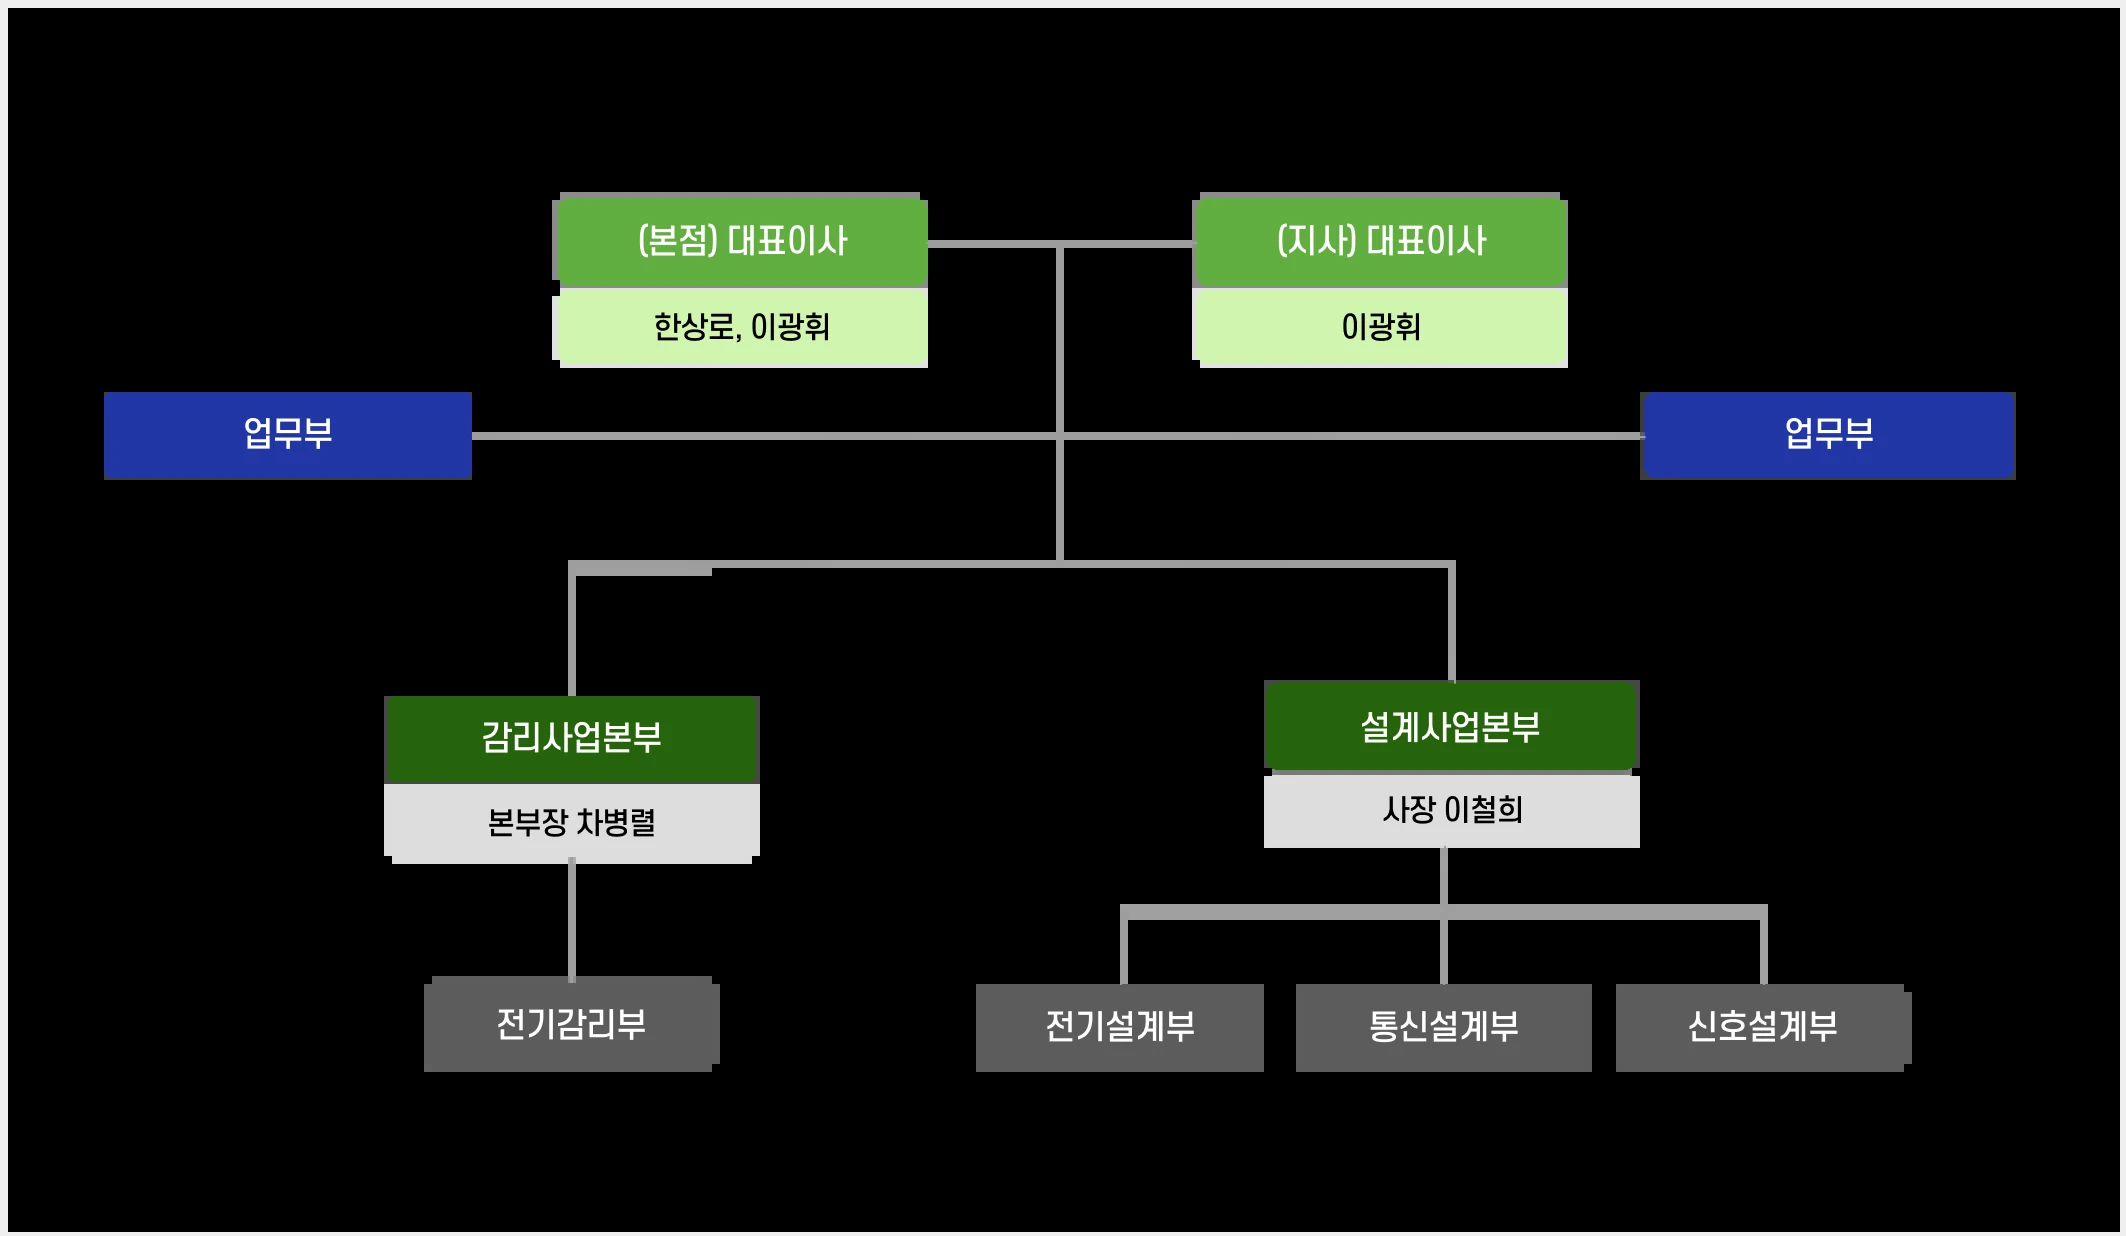 (본점) 대표이사
한상로, 이광휘
(지사) 대표이사
이광휘
업무부
업무부
감리사업본부
본부장 차병렬
설계사업본부
사장 이철희
전기감리부
전기설계부
통신설계부
신호설계부